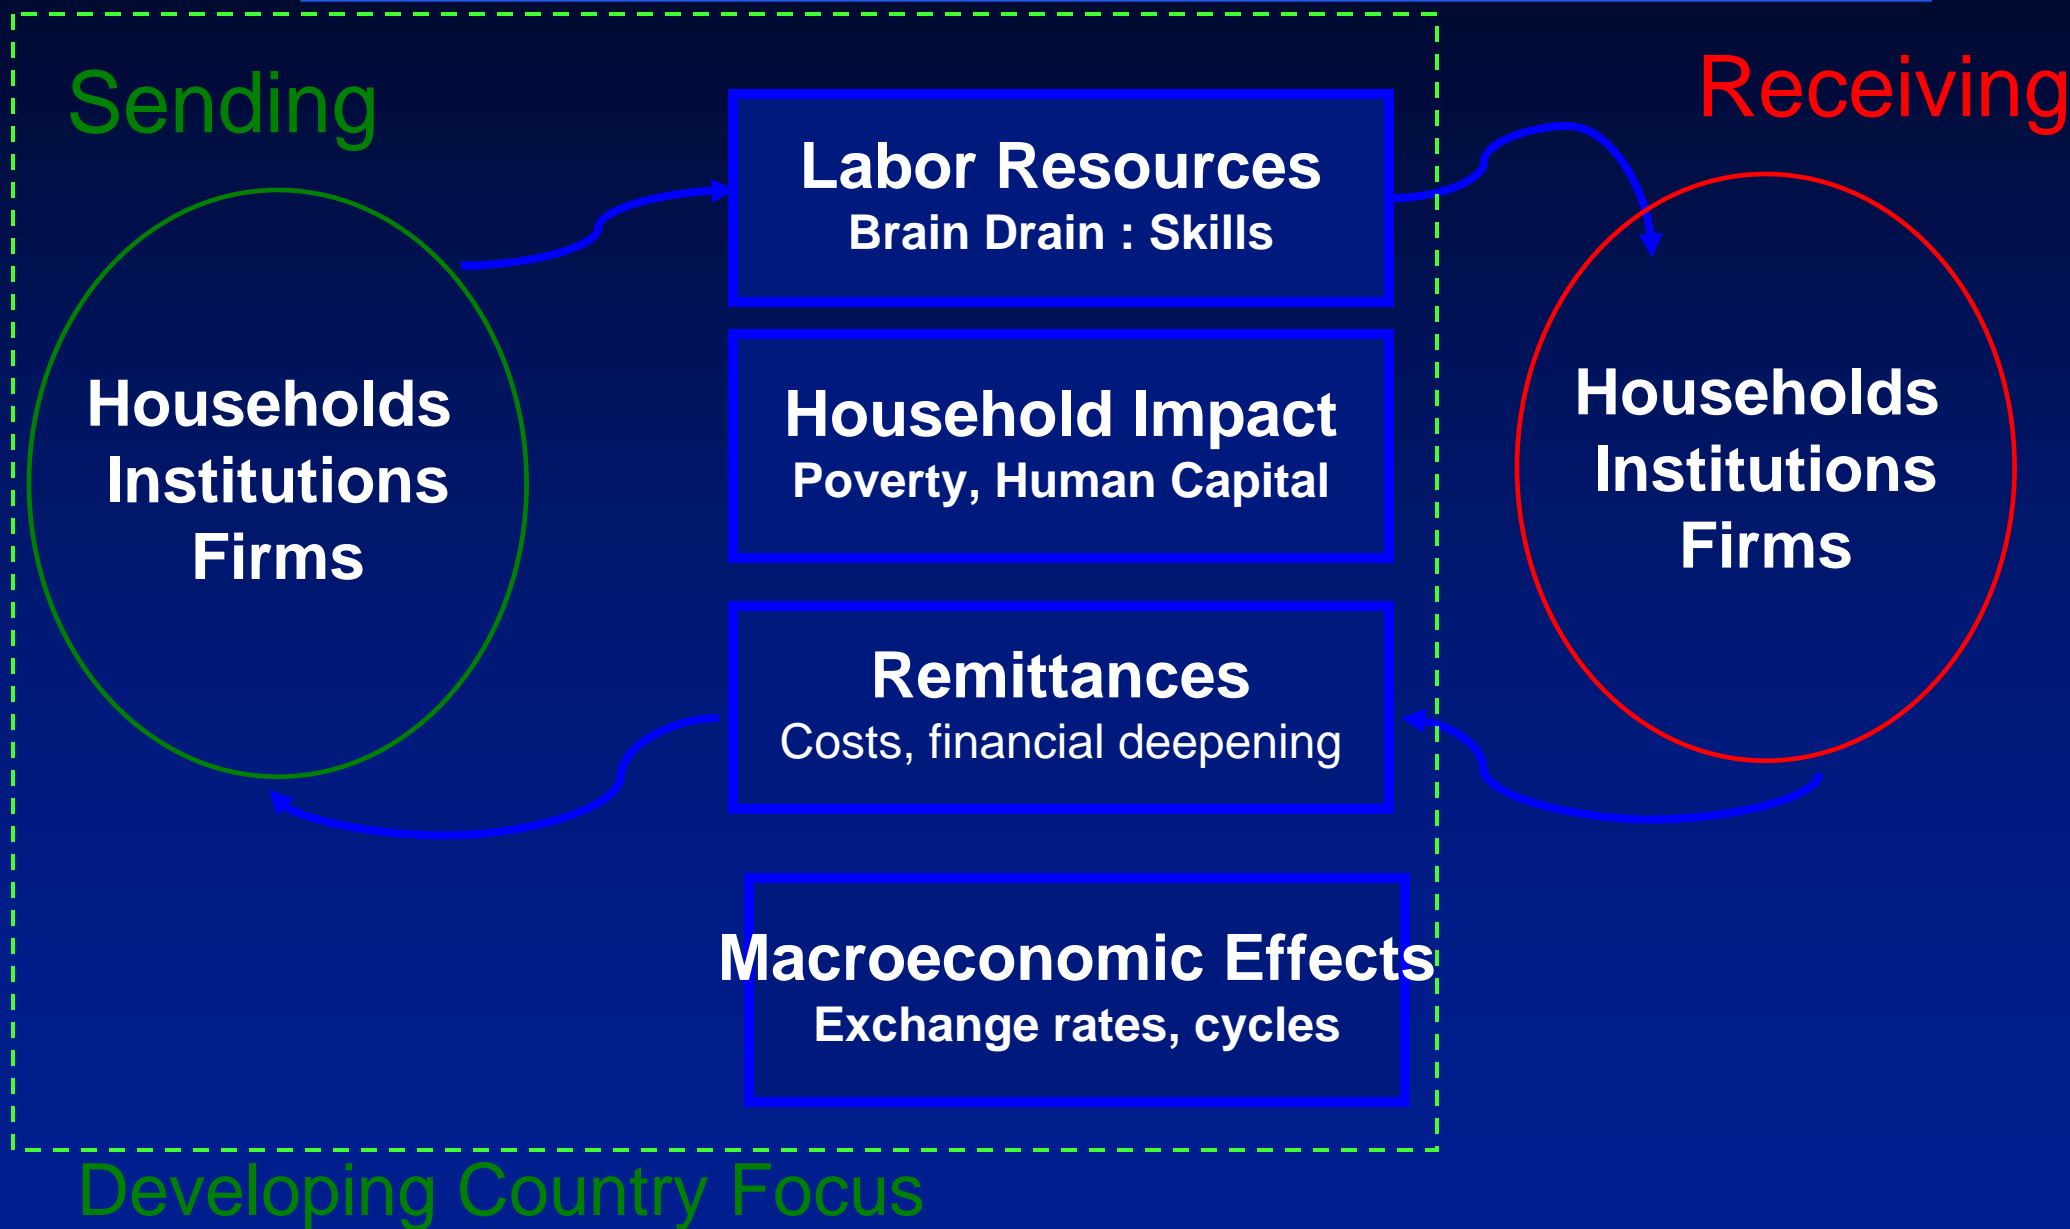 Sending
Receiving
Labor Resources
Brain Drain : Skills
Households
Institutions
Firms
Household Impact
Poverty, Human Capital
Households
Institutions
Firms
Remittances
Costs, financial deepening
Macroeconomic Effects
Exchange rates, cycles
Developing Country Focus